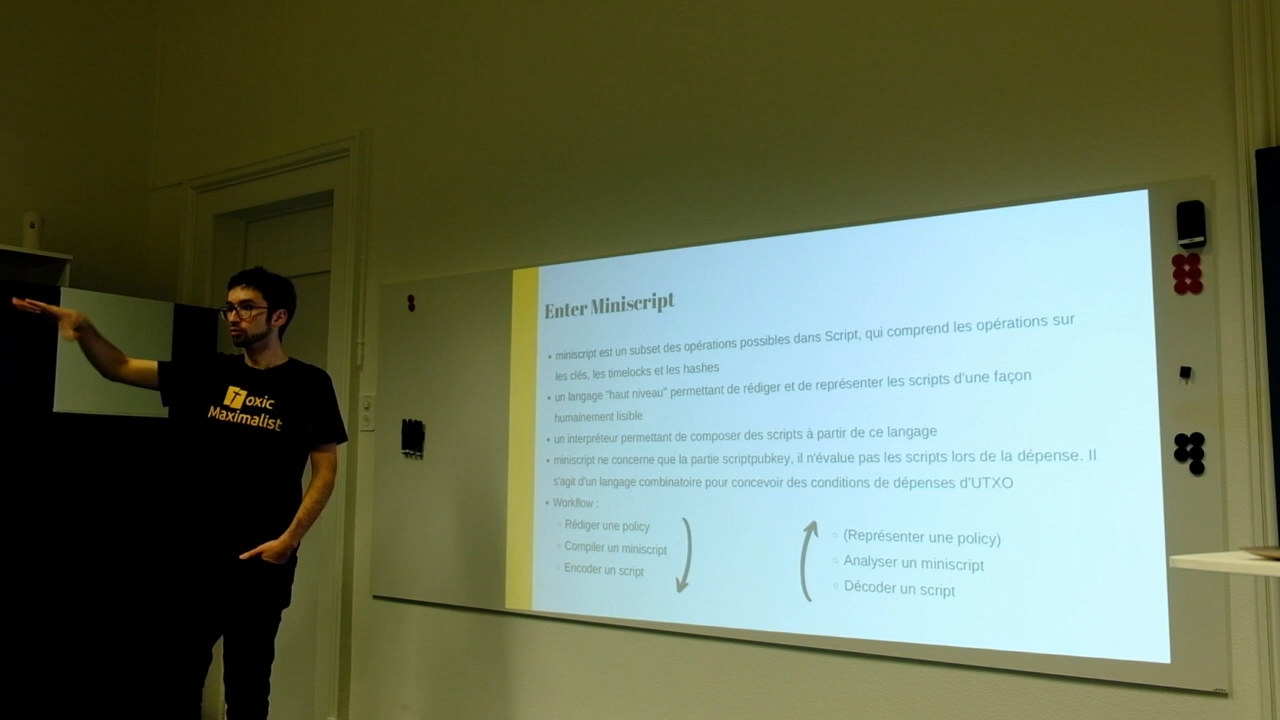 Toxic
Maximalist
Enter Miniscript
• miniscript est un subset des opérations possibles dans Script, qui comprend les opérations sur
les clés, les timelocks et les hashes
• un langage "haut niveau" permettant de rédiger et de représenter les scripts d'une façon
humainement lisible
• un interpréteur permettant de composer des scripts à partir de ce langage
• miniscript ne concerne que la partie scriptpubkey, il n'évalue pas les scripts lors de la dépense. Il
s'agit d'un langage combinatoire pour concevoir des conditions de dépenses d'UTXO
• Workflow :
○ Rédiger une policy
○ Compiler un miniscript
○ Encoder un script
○ (Représenter une policy)
○ Analyser un miniscript
○ Décoder un script